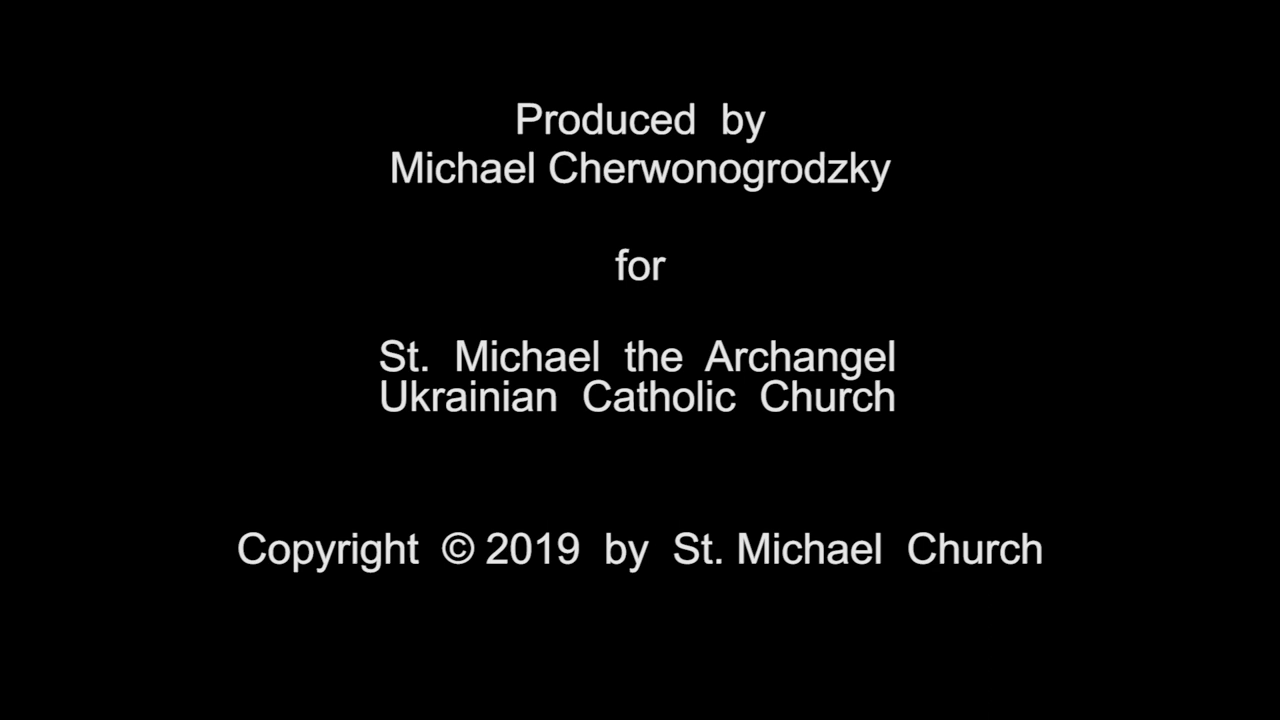 Produced by
Michael Cherwonogrodzky
for
St. Michael the Archangel
Ukrainian Catholic Church
Copyright © 2019 by St. Michael Church